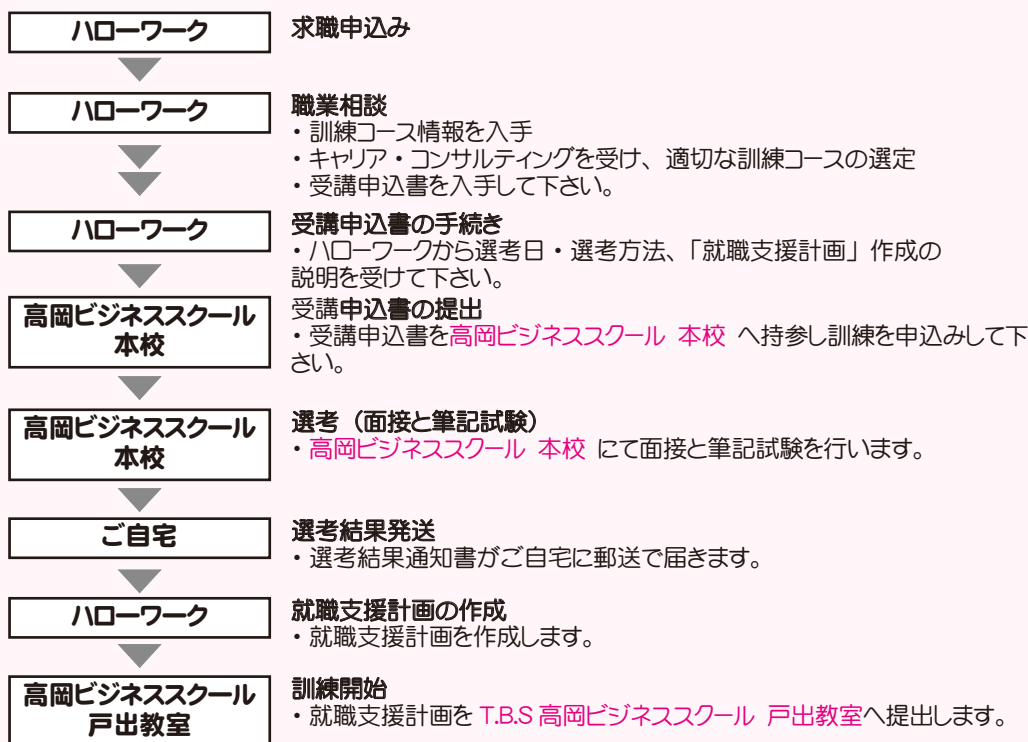 ハローワーク
求職申込み
ハローワーク
職業相談
・訓練コース情報を入手
・キャリア・コンサルティングを受け、適切な訓練コースの選定
・受講申込書を入手して下さい。
ハローワーク
受講申込書の手続き
・ハローワークから選考日・選考方法、「就職支援計画」作成の
説明を受けて下さい。
高岡ビジネススクール
本校
受講申込書の提出
・受講申込書を高岡ビジネススクール 本校 へ持参し訓練を申込みして下
さい。
高岡ビジネススクール
本校
選考（面接と筆記試験）
・高岡ビジネススクール 本校 にて面接と筆記試験を行います。
ご自宅
選考結果発送
・選考結果通知書がご自宅に郵送で届きます。
ハローワーク
就職支援計画の作成
・就職支援計画を作成します。
高岡ビジネススクール
戸出教室
訓練開始
・就職支援計画を T.B.S 高岡ビジネススクール 戸出教室へ提出します。